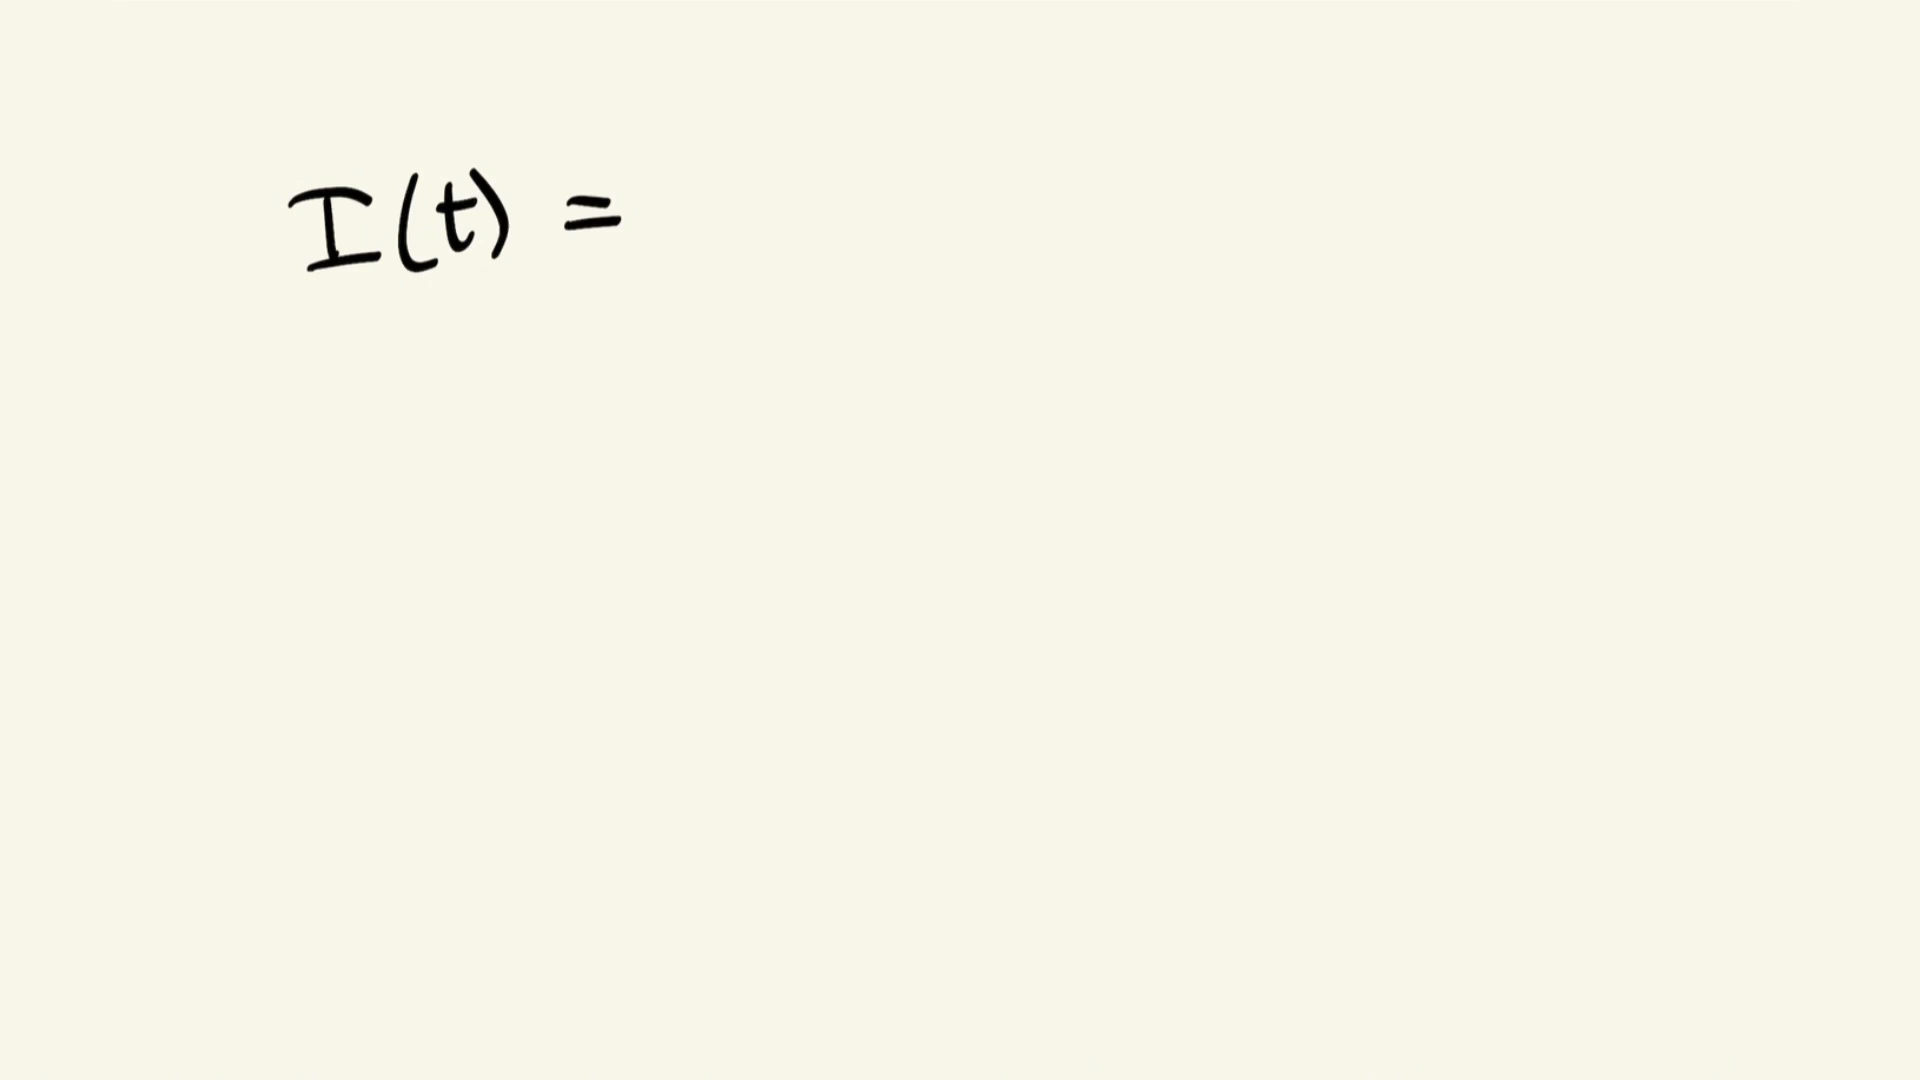 I(t) =